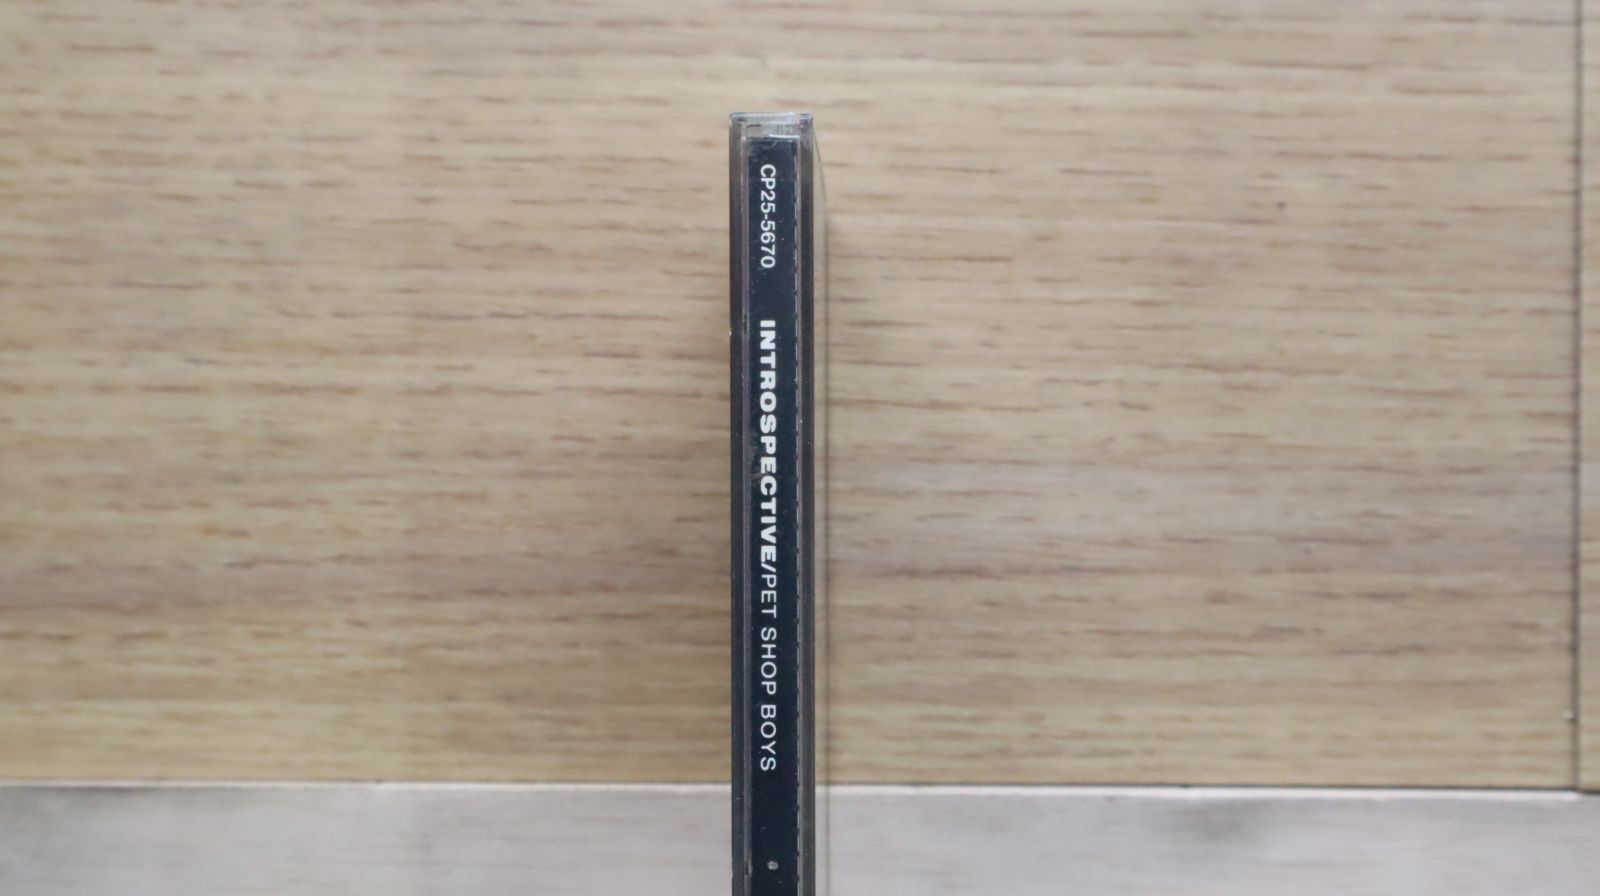 CP25-5670 INTROSPECTIVE/PET SHOP BOYS